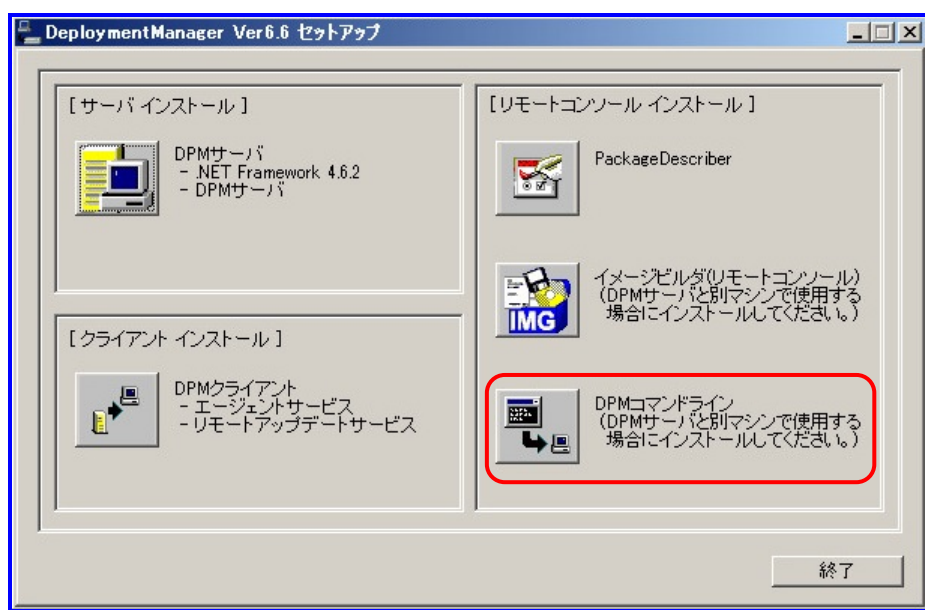 DeploymentManager Ver6.6 セットアップ
[サーバ インストール]
DPMサーバ
- .NET Framework 4.6.2
- DPMサーバ
[クライアント インストール]
DPMクライアント
- エージェントサービス
- リモートアップデートサービス
[リモートコンソール インストール]
PackageDescriber
IMG
イメージビルダ(リモートコンソール)
(DPMサーバと別マシンで使用する
場合にインストールしてください。)
DPMコマンドライン
(DPMサーバと別マシンで使用する
場合にインストールしてください。)
終了